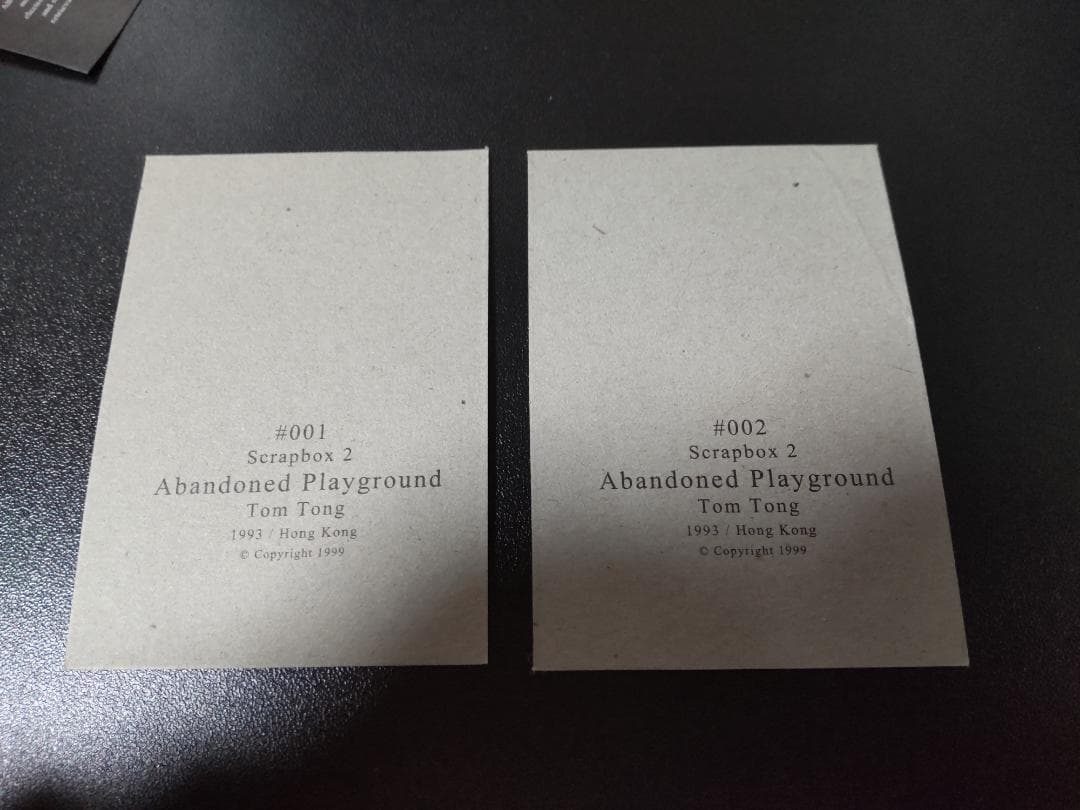 #001
Scrapbox 2
Abandoned Playground
Tom Tong
1993 / Hong Kong
© Copyright 1999
#002
Scrapbox 2
Abandoned Playground
Tom Tong
1993 / Hong Kong
© Copyright 1999